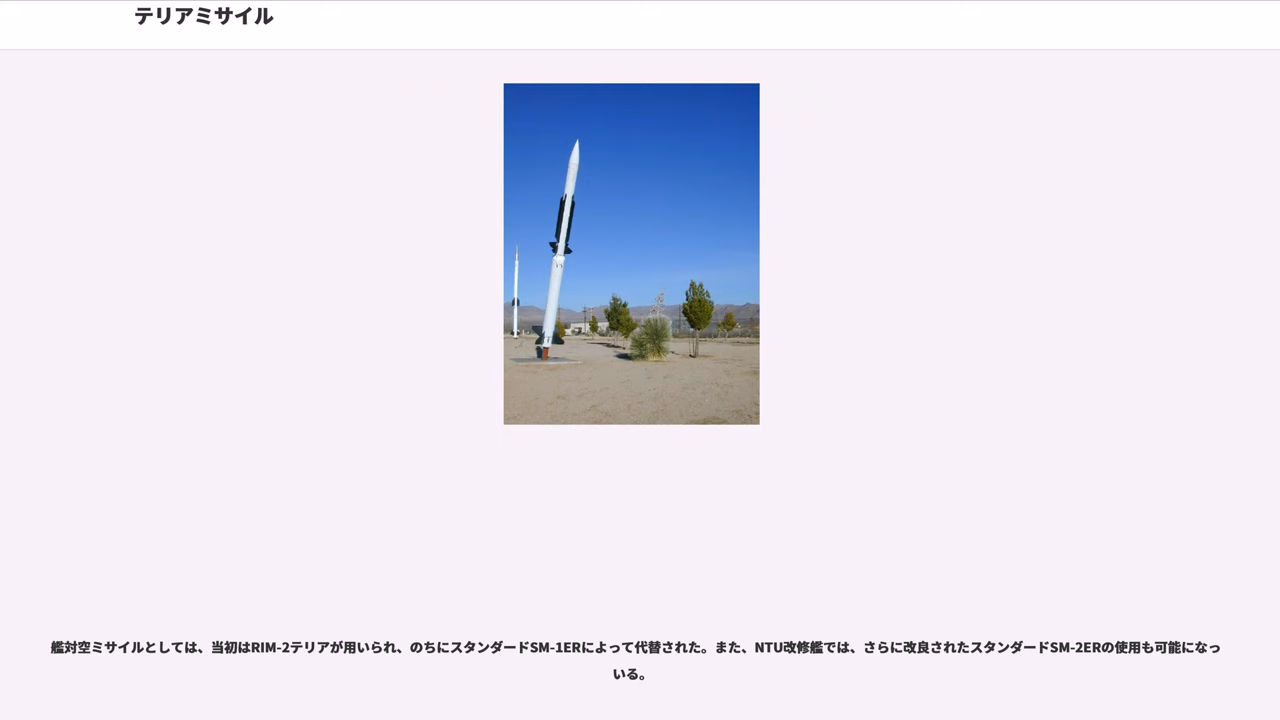 テリアミサイル
艦対空ミサイルとしては、当初はRIM-2テリアが用いられ、のちにスタンダードSM-1ERによって代替された。また、NTU改修艦では、さらに改良されたスタンダードSM-2ERの使用も可能になっ
いる。